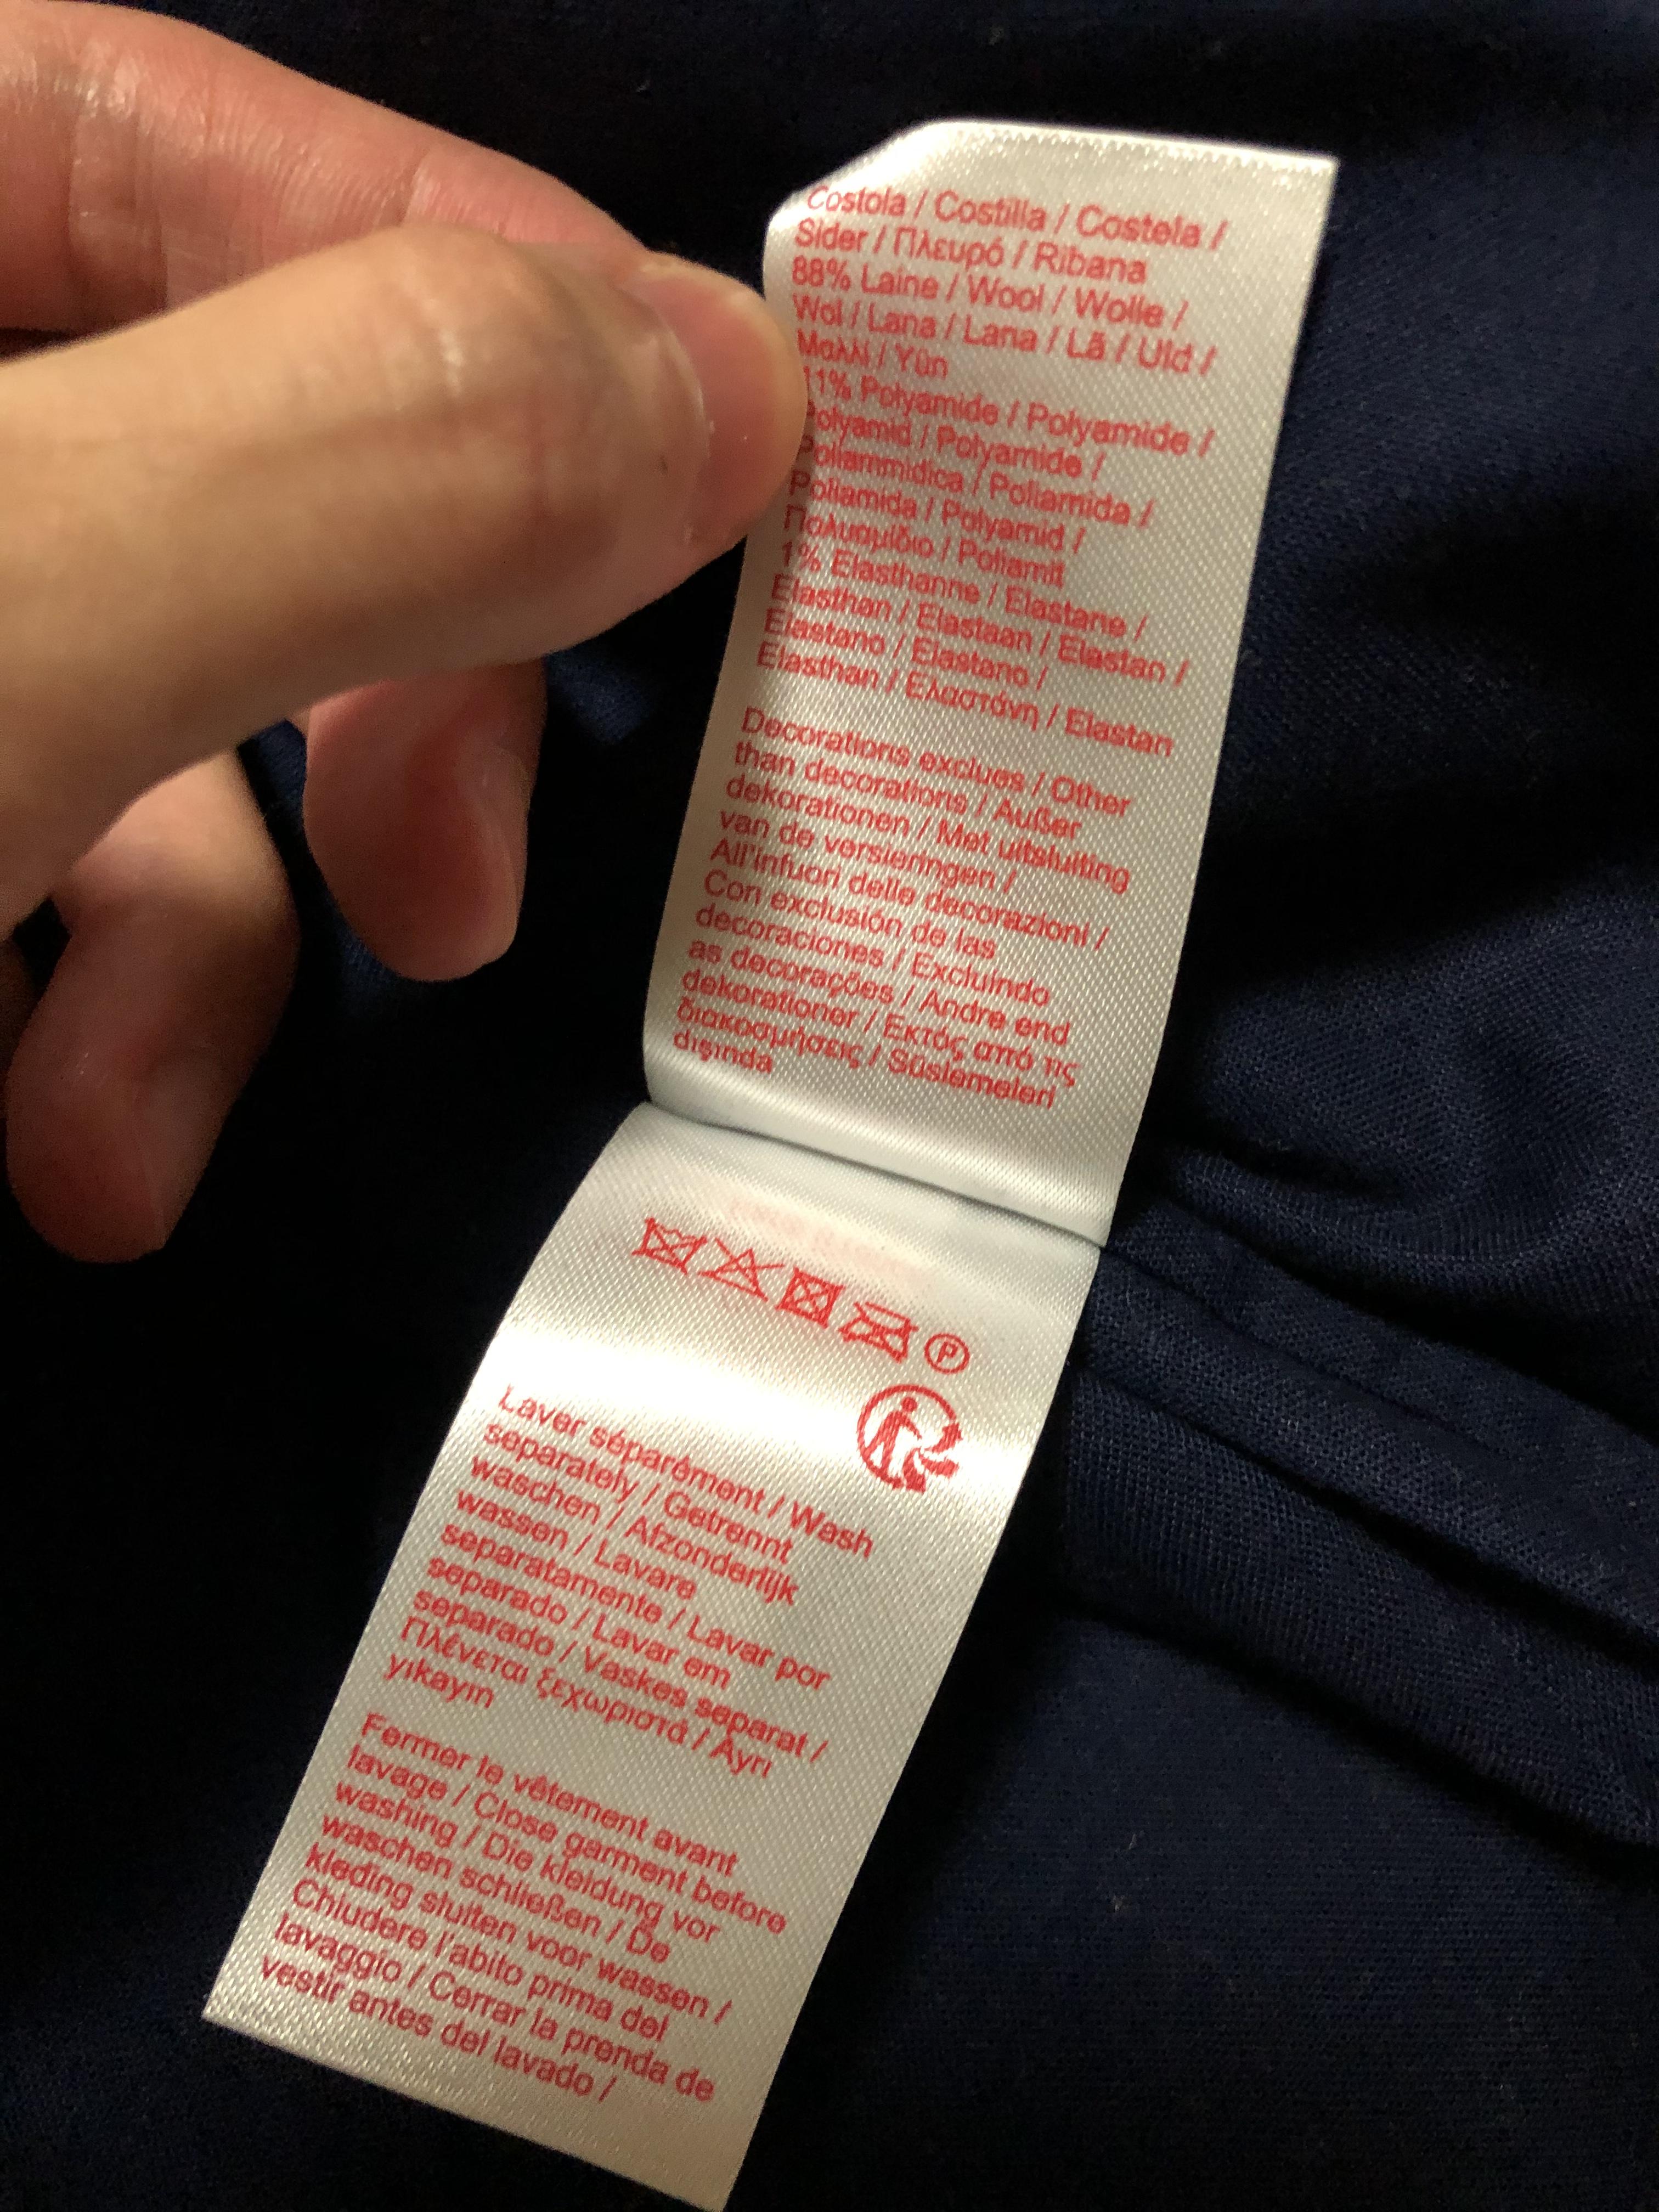 Costola / Costilla / Costela /
Sider / Πλευρό / Ribana
88% Laine / Wool / Wolle /
Wol / Lana / Lana / Lã / Uld /
Μαλλί / Yün
11% Polyamide / Polyamide /
Polyamid / Polyamide /
Poliammidica / Poliamida /
Poliamida / Polyamid /
Πολυαμίδιο / Poliamit
1% Elasthanne / Elastane /
Elasthan / Elastaan / Elastan /
Elastano / Elastano /
Elasthan / Ελαστάνη / Elastan
Decorations exclues / Other
than decorations / Außer
dekorationen / Met uitsluiting
van de versieringen /
All'infuori delle decorazioni /
Con exclusión de las
decoraciones / Excluindo
as decorações / Andre end
dekorationer / Εκτός από τις
διακοσμήσεις / Süslemeleri
dışında
P
Laver séparément / Wash
separately / Getrennt
waschen / Afzonderlijk
wassen / Lavare
separatamente / Lavar por
separado / Lavar em
separado / Vaskes separat /
Πλένεται ξεχωριστά / Ayrı
yıkayın
Fermer le vêtement avant
lavage / Close garment before
washing / Die kleidung vor
waschen schließen / De
kleding sluiten voor wassen /
Chiudere l'abito prima del
lavaggio / Cerrar la prenda de
vestir antes del lavado /